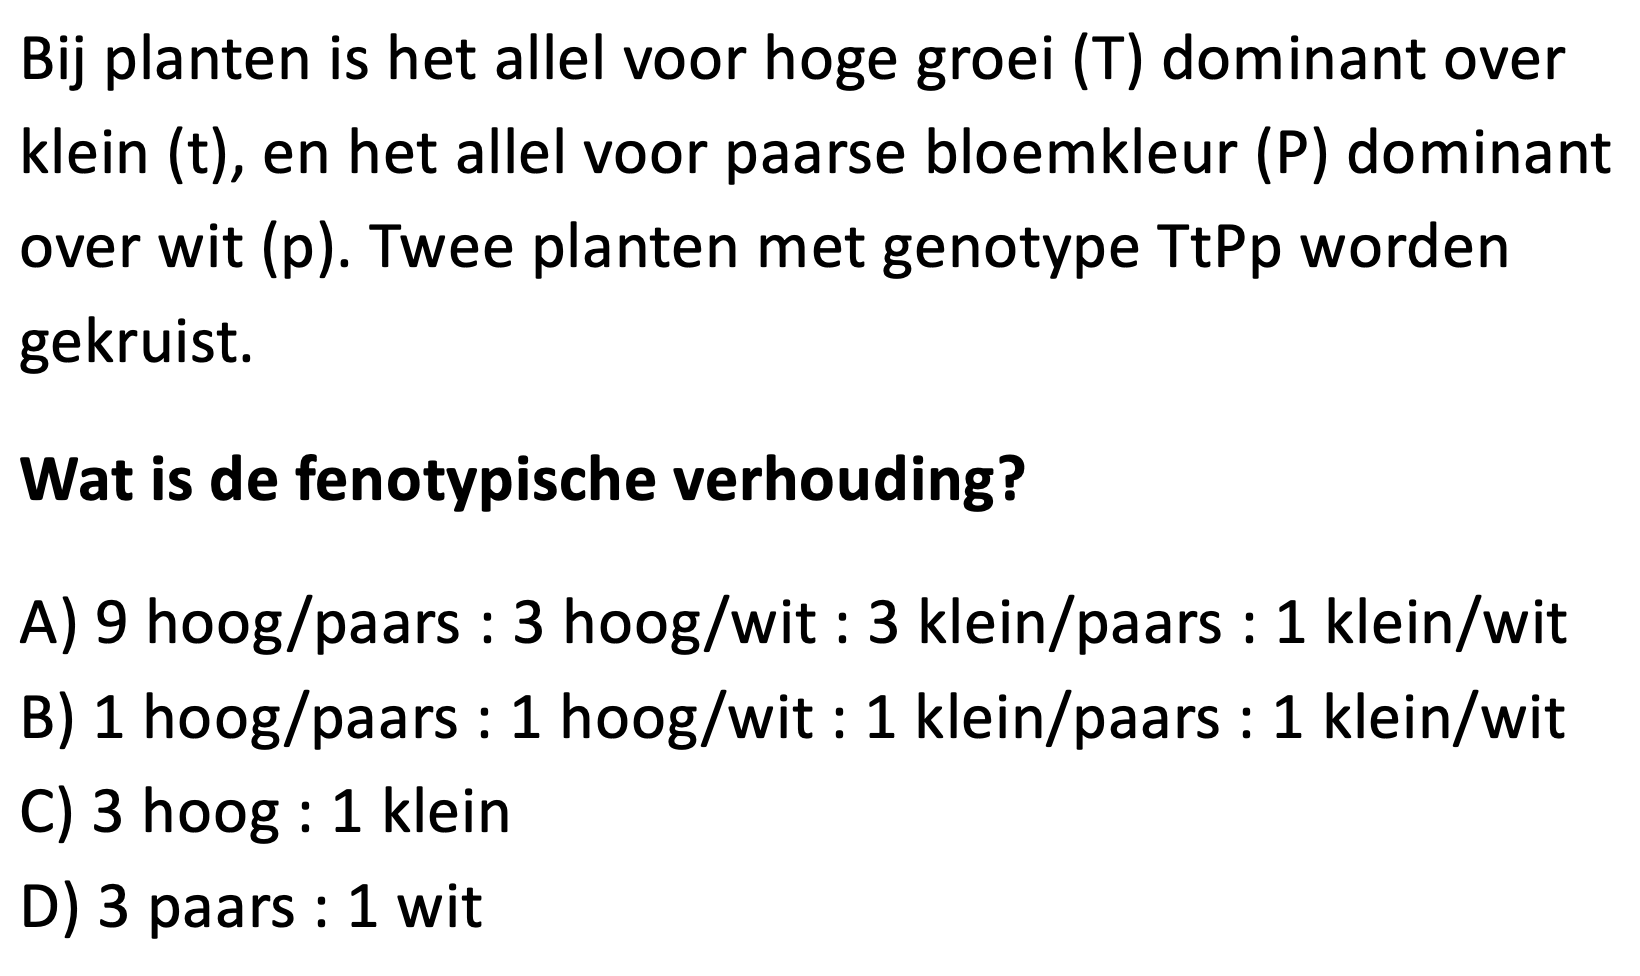 Bij planten is het allel voor hoge groei (T) dominant over
klein (t), en het allel voor paarse bloemkleur (P) dominant
over wit (p). Twee planten met genotype TtPp worden
gekruist.
Wat is de fenotypische verhouding?
A) 9 hoog/paars : 3 hoog/wit : 3 klein/paars : 1 klein/wit
B) 1 hoog/paars : 1 hoog/wit : 1 klein/paars : 1 klein/wit
C) 3 hoog : 1 klein
D) 3 paars : 1 wit